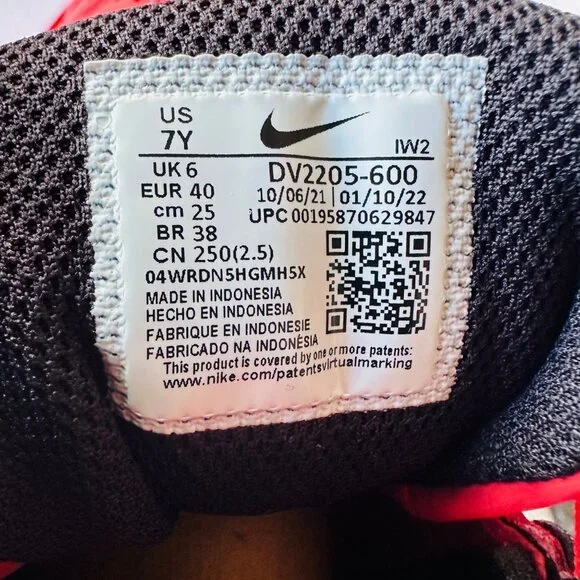 US
7Y
IW2
UK 6
DV2205-600
EUR 40
10/06/21 | 01/10/22
cm 25
UPC 00195870629847
BR 38
CN 250(2.5)
04WRDN5HGMH5X
MADE IN INDONESIA
HECHO EN INDONESIA
FABRIQUE EN INDONESIE
FABRICADO NA INDONÈSIA
This product is covered by one or more patents:
www.nike.com/patentsvirtualmarking